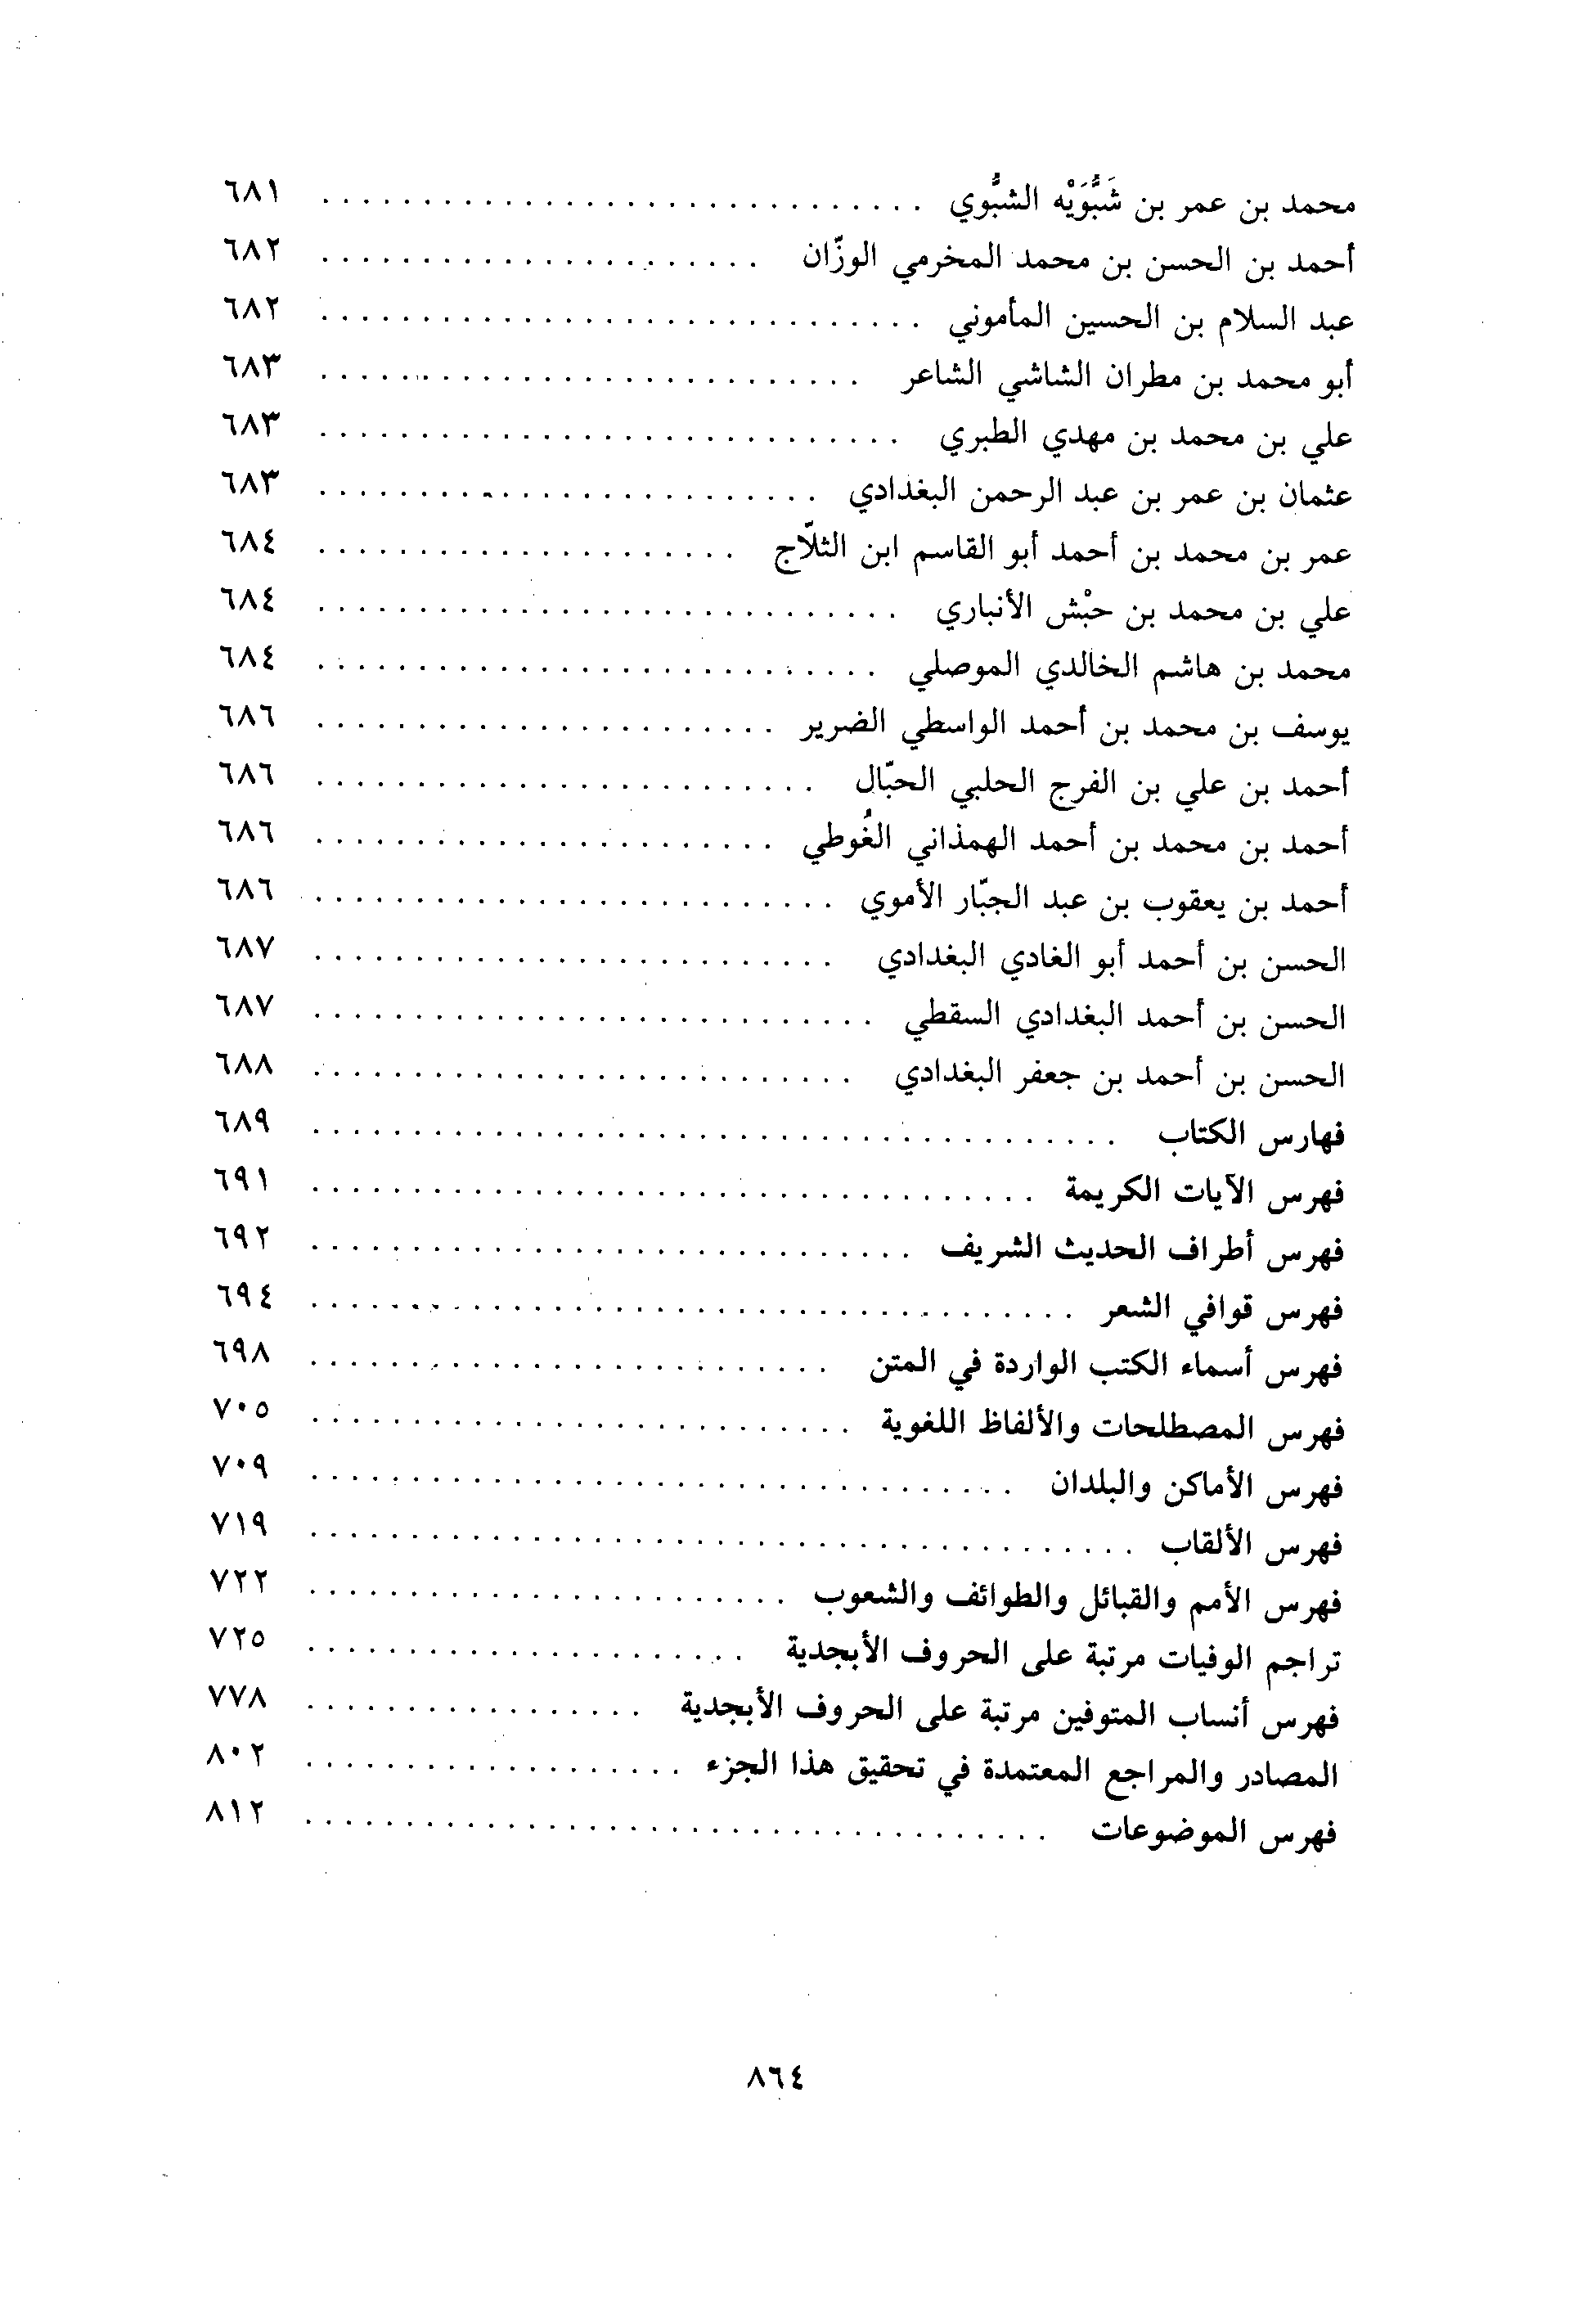 محمد بن عمر بن شَبُّوَيْه الشبُّوي . . . . . . . . . . . . . . . . . . . . ٦٨١
أحمد بن الحسن بن محمد المخرمي الوزّان . . . . . . . . . . . . . . . . . . . . ٦٨٢
عبد السلام بن الحسين المأموني . . . . . . . . . . . . . . . . . . . . ٦٨٢
أبو محمد بن مطران الشاشي الشاعر . . . . . . . . . . . . . . . . . . . . ٦٨٣
علي بن محمد بن مهدي الطبري . . . . . . . . . . . . . . . . . . . . ٦٨٣
عثمان بن عمر بن عبد الرحمن البغدادي . . . . . . . . . . . . . . . . . . . . ٦٨٣
عمر بن محمد بن أحمد أبو القاسم ابن الثلّاج . . . . . . . . . . . . . . . . . . . . ٦٨٤
علي بن محمد بن حبْش الأنباري . . . . . . . . . . . . . . . . . . . . ٦٨٤
محمد بن هاشم الخالدي الموصلي . . . . . . . . . . . . . . . . . . . . ٦٨٤
يوسف بن محمد بن أحمد الواسطي الضرير . . . . . . . . . . . . . . . . . . . . ٦٨٦
أحمد بن علي بن الفرج الحلبي الحبّال . . . . . . . . . . . . . . . . . . . . ٦٨٦
أحمد بن محمد بن أحمد الهمذاني الغُوطي . . . . . . . . . . . . . . . . . . . . ٦٨٦
أحمد بن يعقوب بن عبد الجبّار الأموي . . . . . . . . . . . . . . . . . . . . ٦٨٦
الحسن بن أحمد أبو الغادي البغدادي . . . . . . . . . . . . . . . . . . . . ٦٨٧
الحسن بن أحمد البغدادي السقطي . . . . . . . . . . . . . . . . . . . . ٦٨٧
الحسن بن أحمد بن جعفر البغدادي . . . . . . . . . . . . . . . . . . . . ٦٨٨
فهارس الكتاب . . . . . . . . . . . . . . . . . . . . ٦٨٩
فهرس الآيات الكريمة . . . . . . . . . . . . . . . . . . . . ٦٩١
فهرس أطراف الحديث الشريف . . . . . . . . . . . . . . . . . . . . ٦٩٢
فهرس قوافي الشعر . . . . . . . . . . . . . . . . . . . . ٦٩٤
فهرس أسماء الكتب الواردة في المتن . . . . . . . . . . . . . . . . . . . . ٦٩٨
فهرس المصطلحات والألفاظ اللغوية . . . . . . . . . . . . . . . . . . . . ٧٠٥
فهرس الأماكن والبلدان . . . . . . . . . . . . . . . . . . . . ٧٠٩
فهرس الألقاب . . . . . . . . . . . . . . . . . . . . ٧١٩
فهرس الأمم والقبائل والطوائف والشعوب . . . . . . . . . . . . . . . . . . . . ٧٢٢
تراجم الوفيات مرتبة على الحروف الأبجدية . . . . . . . . . . . . . . . . . . . . ٧٢٥
فهرس أنساب المتوفين مرتبة على الحروف الأبجدية . . . . . . . . . . . . . . . . . ٧٧٨
المصادر والمراجع المعتمدة في تحقيق هذا الجزء . . . . . . . . . . . . . . . . . . . ٨٠٢
فهرس الموضوعات . . . . . . . . . . . . . . . . . . . . ٨١٢
٨٦٤